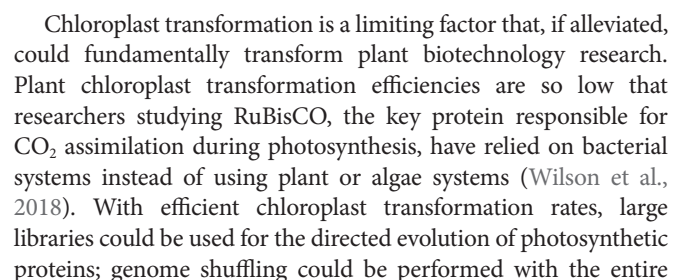 Chloroplast transformation is a limiting factor that, if alleviated,
could fundamentally transform plant biotechnology research.
Plant chloroplast transformation efficiencies are so low that
researchers studying RuBisCO, the key protein responsible for
CO₂ assimilation during photosynthesis, have relied on bacterial
systems instead of using plant or algae systems (Wilson et al.,
2018). With efficient chloroplast transformation rates, large
libraries could be used for the directed evolution of photosynthetic
proteins; genome shuffling could be performed with the entire